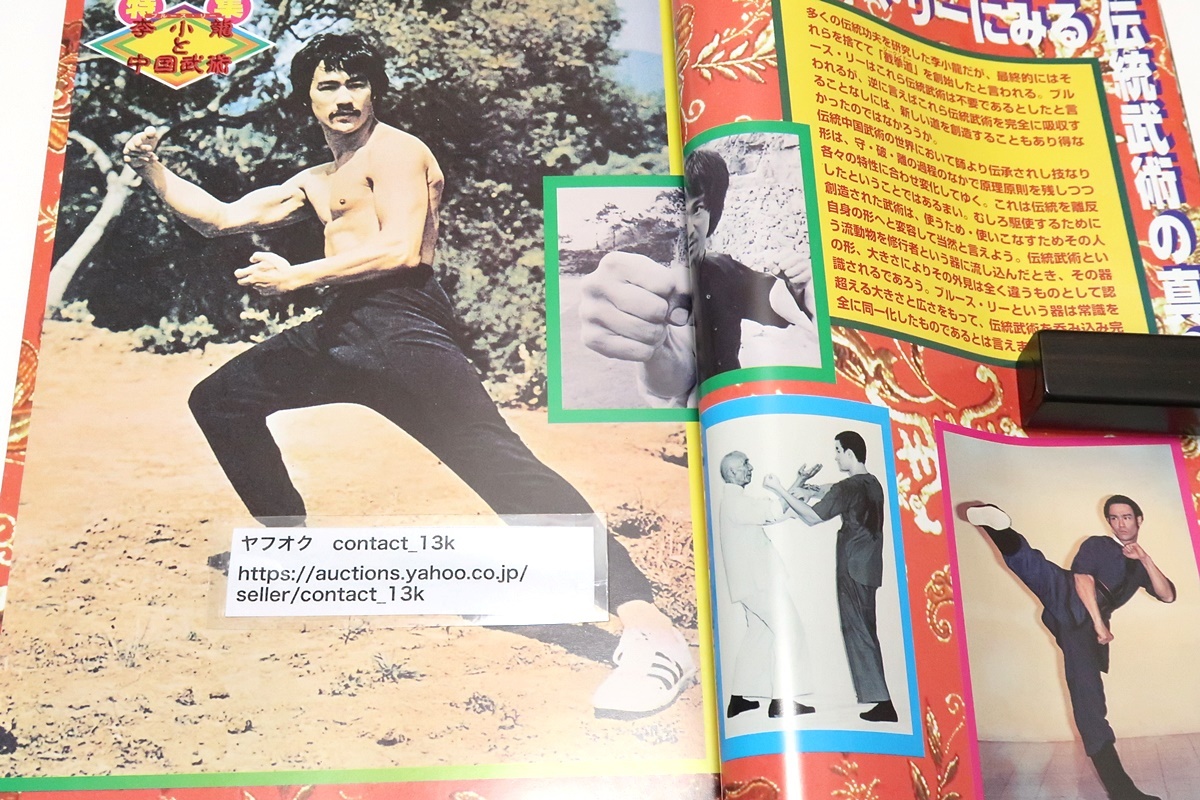 特集
ブルース・リー
李小龍
と
中国武術
ス・リーにみる
伝統武術の真
多くの伝統功夫を研究した李小龍だが、最終的にはそ
れらを捨てて「截拳道」を創始したと言われる。ブル
ース・リーはこれら伝統武術は不要であるとしたと言
われるが、逆に言えばこれら伝統武術を完全に吸収す
ることなしには、新しい道を創造することもあり得な
かったのではなかろうか。
伝統中国武術の世界において師より伝承されし技なり
形は、守・破・離の過程のなかで原理原則を残しつつ
各々の特性に合わせ変化してゆく。これは伝統を離反
したということではあるまい。むしろ駆使するために
創造された武術は、使うため・使いこなすためその人
自身の形へと変容して当然と言えよう。伝統武術とい
う流動物を修行者という器に流し込んだとき、その器
の形、大きさによりその外見は全く違うものとして認
識されるであろう。ブルース・リーという器は常識を
超える大きさと広さをもって、伝統武術を呑み込み完
全に同一化したものであるとは言えま
ヤフオク　contact_13k
https://auctions.yahoo.co.jp/
seller/contact_13k